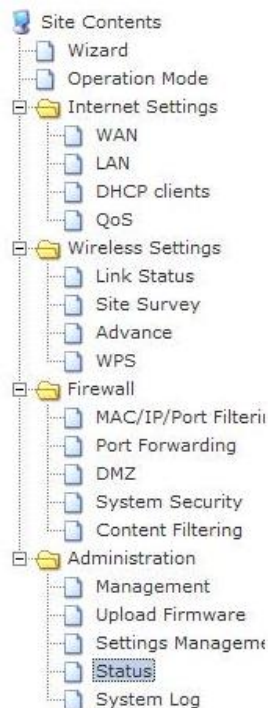 Site Contents
Wizard
Operation Mode
Internet Settings
WAN
LAN
DHCP clients
QoS
Wireless Settings
Link Status
Site Survey
Advance
WPS
Firewall
MAC/IP/Port Filteri
Port Forwarding
DMZ
System Security
Content Filtering
Administration
Management
Upload Firmware
Settings Manageme
Status
System Log